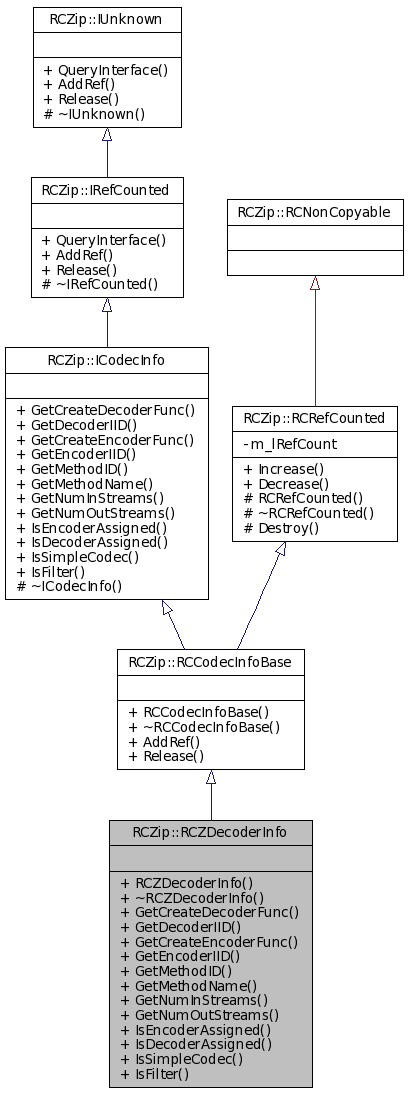 RCZip::IUnknown
+ QueryInterface()
+ AddRef()
+ Release()
# ~IUnknown()
RCZip::IRefCounted
+ QueryInterface()
+ AddRef()
+ Release()
# ~IRefCounted()
RCZip::RCNonCopyable
RCZip::ICodecInfo
+ GetCreateDecoderFunc()
+ GetDecoderIID()
+ GetCreateEncoderFunc()
+ GetEncoderIID()
+ GetMethodID()
+ GetMethodName()
+ GetNumInStreams()
+ GetNumOutStreams()
+ IsEncoderAssigned()
+ IsDecoderAssigned()
+ IsSimpleCodec()
+ IsFilter()
# ~ICodecInfo()
RCZip::RCRefCounted
- m_lRefCount
+ Increase()
+ Decrease()
# RCRefCounted()
# ~RCRefCounted()
# Destroy()
RCZip::RCCodecInfoBase
+ RCCodecInfoBase()
+ ~RCCodecInfoBase()
+ AddRef()
+ Release()
RCZip::RCZDecoderInfo
+ RCZDecoderInfo()
+ ~RCZDecoderInfo()
+ GetCreateDecoderFunc()
+ GetDecoderIID()
+ GetCreateEncoderFunc()
+ GetEncoderIID()
+ GetMethodID()
+ GetMethodName()
+ GetNumInStreams()
+ GetNumOutStreams()
+ IsEncoderAssigned()
+ IsDecoderAssigned()
+ IsSimpleCodec()
+ IsFilter()